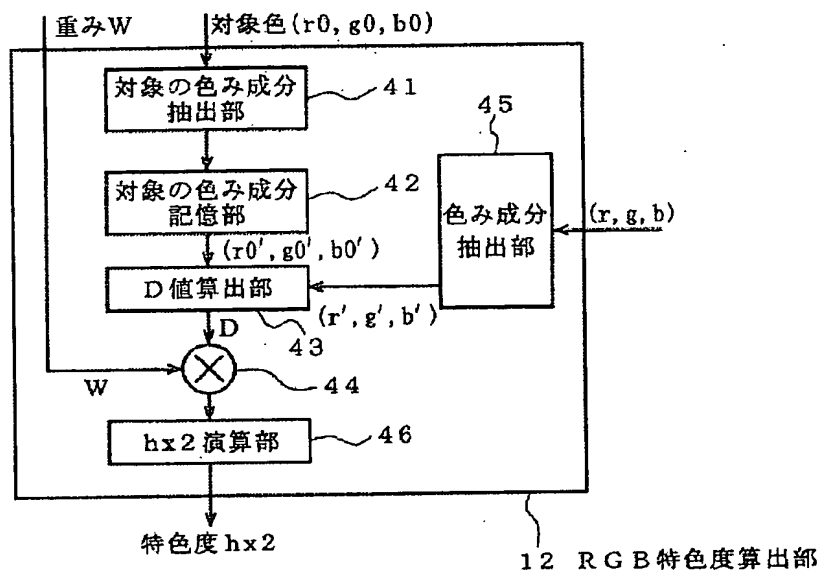 重みW
対象色(r0,g0,b0)
対象の色み成分
抽出部
41
45
対象の色み成分
記憶部
42
色み成分
抽出部
(r,g,b)
(r0',g0',b0')
D値算出部
(r',g',b')
D
43
W
44
hx2演算部
46
特色度hx2
12 RGB特色度算出部